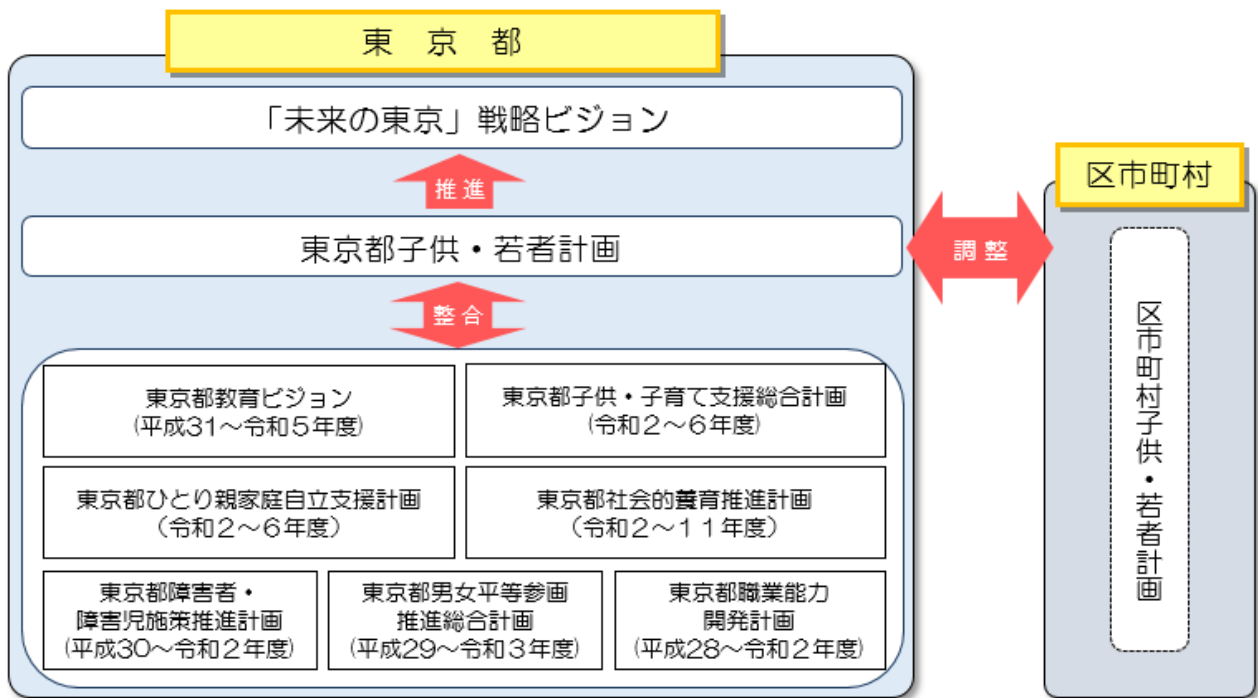 東 京 都
「未来の東京」戦略ビジョン
推 進
東京都子供・若者計画
整 合
東京都教育ビジョン
(平成31～令和5年度)
東京都子供・子育て支援総合計画
(令和2～6年度)
東京都ひとり親家庭自立支援計画
（令和2～6年度）
東京都社会的養育推進計画
（令和2～11年度）
東京都障害者・
障害児施策推進計画
(平成30～令和2年度)
東京都男女平等参画
推進総合計画
(平成29～令和3年度)
東京都職業能力
開発計画
(平成28～令和2年度)
調 整
区市町村
区市町村子供・若者計画